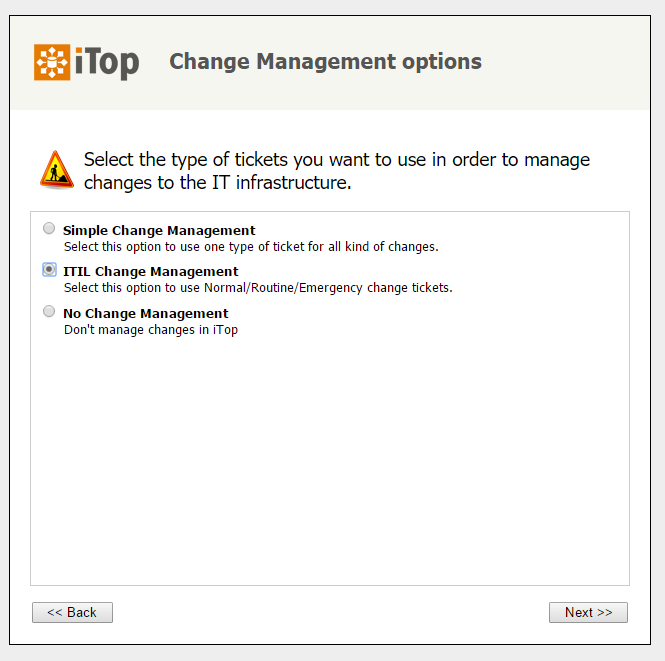 iTop
Change Management options
Select the type of tickets you want to use in order to manage
changes to the IT infrastructure.
Simple Change Management
Select this option to use one type of ticket for all kind of changes.
ITIL Change Management
Select this option to use Normal/Routine/Emergency change tickets.
No Change Management
Don't manage changes in iTop
<< Back
Next >>